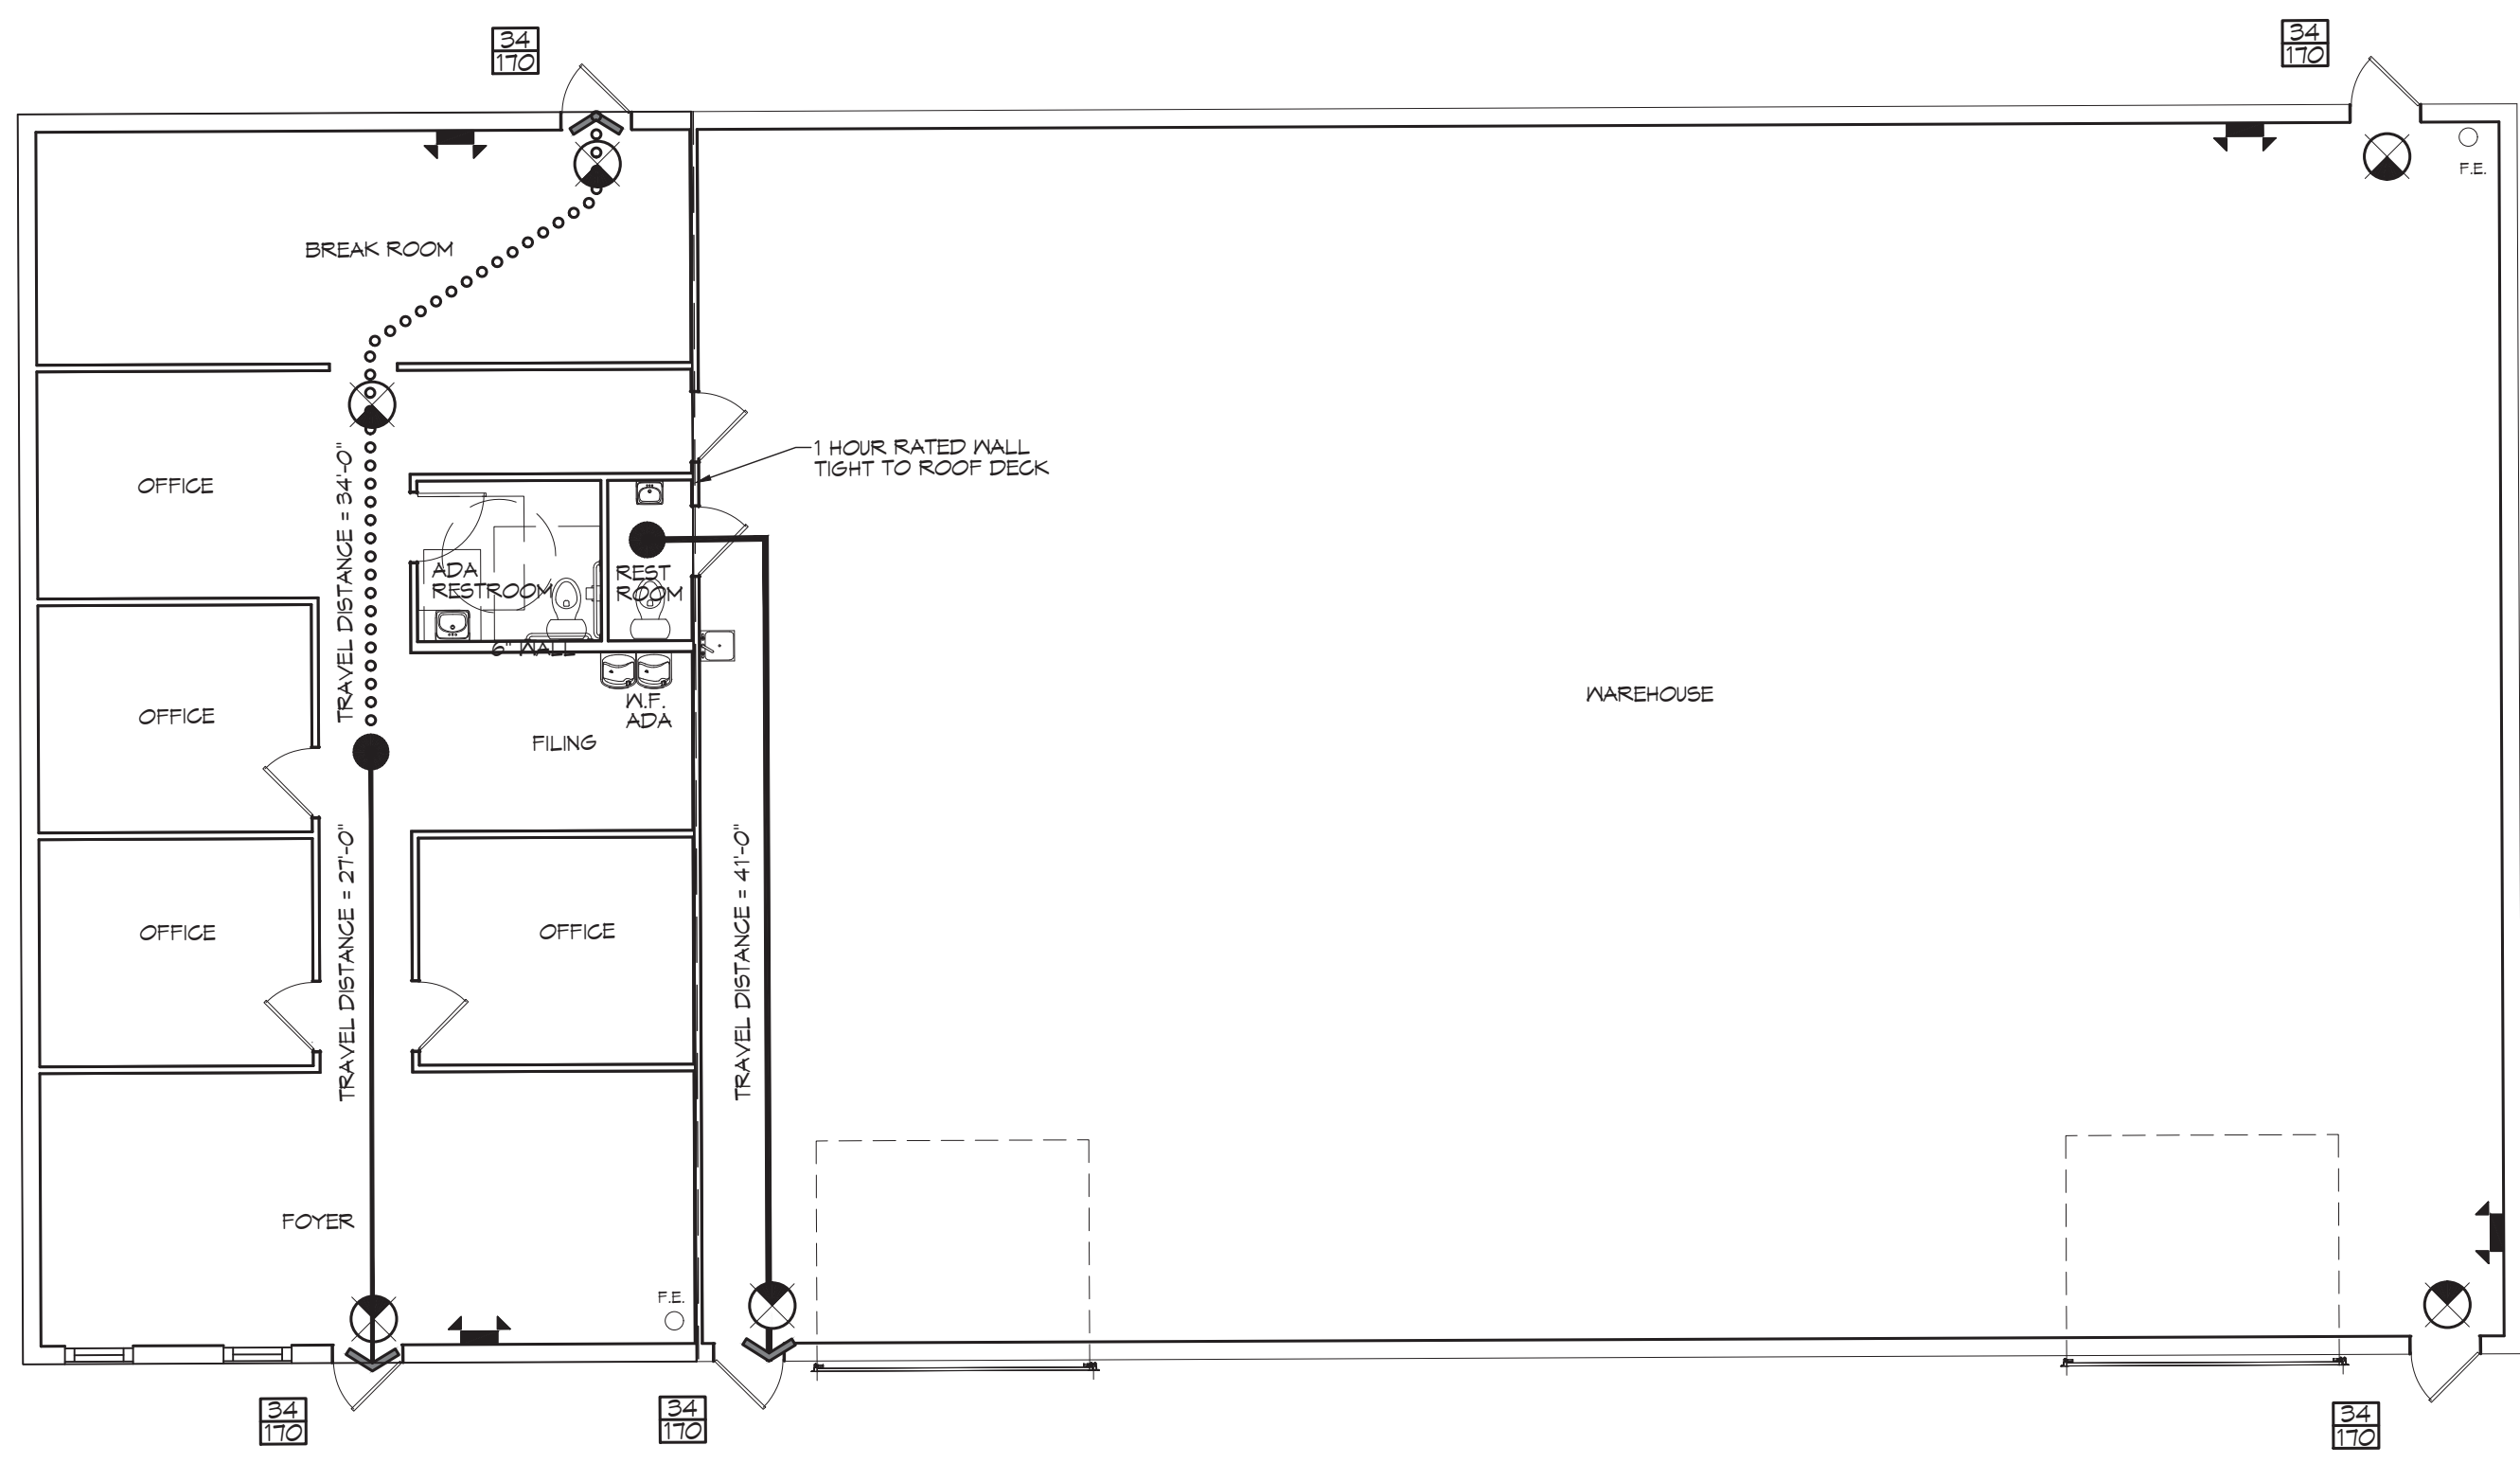 34
170
34
170
F.E.
BREAK ROOM
1 HOUR RATED WALL
TIGHT TO ROOF DECK
OFFICE
TRAVEL DISTANCE = 34'-0"
ADA
RESTROOM
REST
ROOM
6" WALL
W.F.
ADA
WAREHOUSE
OFFICE
FILING
TRAVEL DISTANCE = 27'-0"
TRAVEL DISTANCE = 41'-0"
OFFICE
OFFICE
FOYER
F.E.
34
170
34
170
34
170